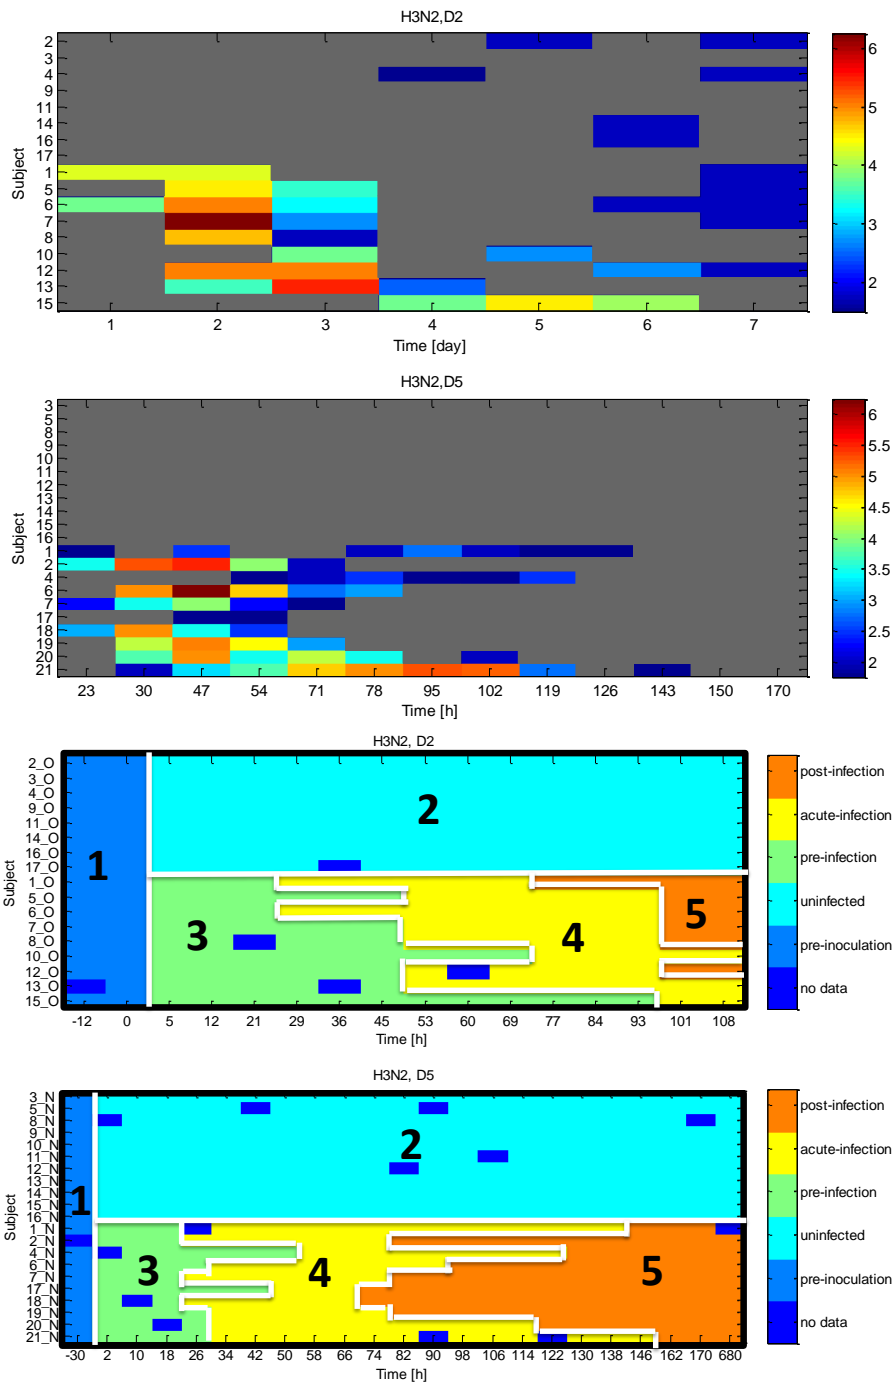 H3N2,D2
Subject
2
3
4
9
11
14
16
17
1
5
6
7
8
10
12
13
15
1 2 3 4 5 6 7
Time [day]
6
5
4
3
2
H3N2,D5
Subject
3
5
8
9
10
11
12
13
14
15
16
1
2
4
6
7
17
18
19
20
21
23 30 47 54 71 78 95 102 119 126 143 150 170
Time [h]
6
5.5
5
4.5
4
3.5
3
2.5
2
H3N2, D2
Subject
2_O
3_O
4_O
9_O
11_O
14_O
16_O
17_O
1_O
5_O
6_O
7_O
8_O
10_O
12_O
13_O
15_O
1 2 3 4 5
-12 0 5 12 21 29 36 45 53 61 69 77 84 93 101 108
Time [h]
post-infection
acute-infection
pre-infection
uninfected
pre-inoculation
no data
H3N2, D5
Subject
3_N
5_N
8_N
9_N
10_N
11_N
12_N
13_N
14_N
15_N
16_N
1_N
2_N
4_N
6_N
7_N
17_N
18_N
19_N
20_N
21_N
1 2 3 4 5
-30 2 10 18 26 34 42 50 58 66 74 82 90 98 106 114 122 130 138 146 162 170 680
Time [h]
post-infection
acute-infection
pre-infection
uninfected
pre-inoculation
no data